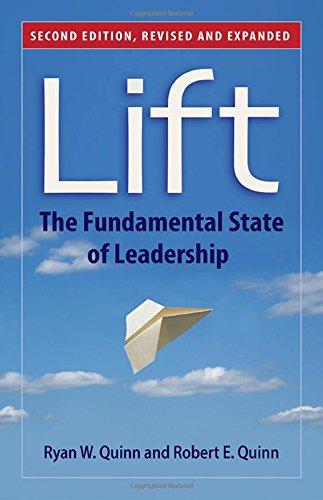 SECOND EDITION, REVISED AND EXPANDED
Lift
The Fundamental State
of Leadership
Ryan W. Quinn and Robert E. Quinn